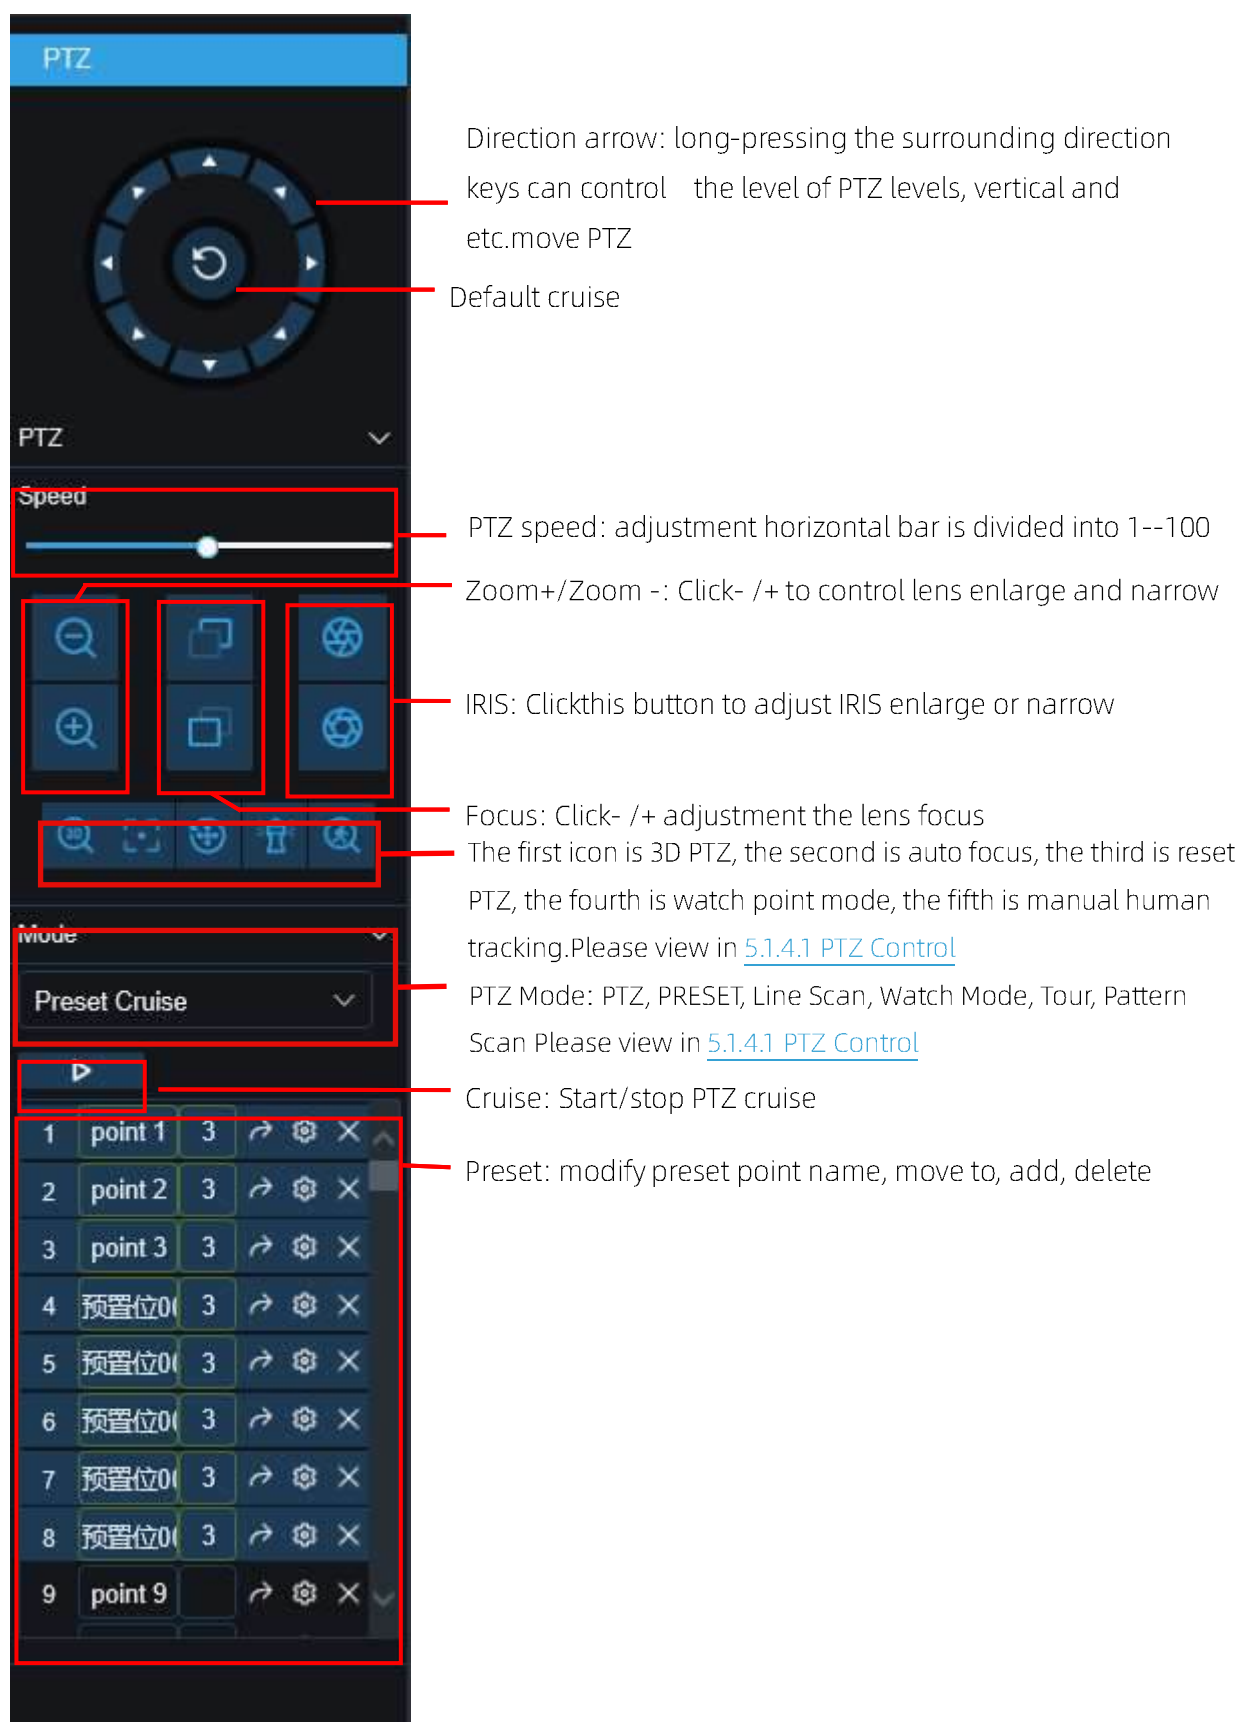 PTZ
Direction arrow: long-pressing the surrounding direction
keys can control the level of PTZ levels, vertical and
etc.move PTZ
Default cruise
PTZ
Speed
PTZ speed: adjustment horizontal bar is divided into 1--100
Zoom+/Zoom -: Click- /+ to control lens enlarge and narrow
IRIS: Clickthis button to adjust IRIS enlarge or narrow
Focus: Click- /+ adjustment the lens focus
3D
The first icon is 3D PTZ, the second is auto focus, the third is reset
PTZ, the fourth is watch point mode, the fifth is manual human
tracking.Please view in 5.1.4.1 PTZ Control
Mode
Preset Cruise
PTZ Mode: PTZ, PRESET, Line Scan, Watch Mode, Tour, Pattern
Scan Please view in 5.1.4.1 PTZ Control
Cruise: Start/stop PTZ cruise
1 point 1 3
Preset: modify preset point name, move to, add, delete
2 point 2 3
3 point 3 3
4 预置位0 3
5 预置位0 3
6 预置位0 3
7 预置位0 3
8 预置位0 3
9 point 9